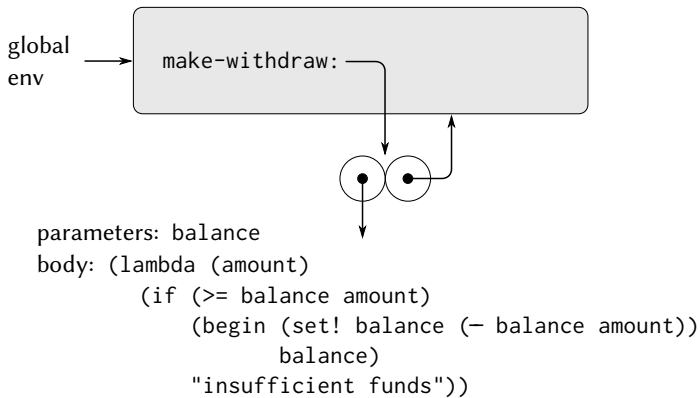 global
env
make-withdraw:
parameters: balance
body: (lambda (amount)
(if (>= balance amount)
(begin (set! balance (— balance amount))
balance)
"insufficient funds"))